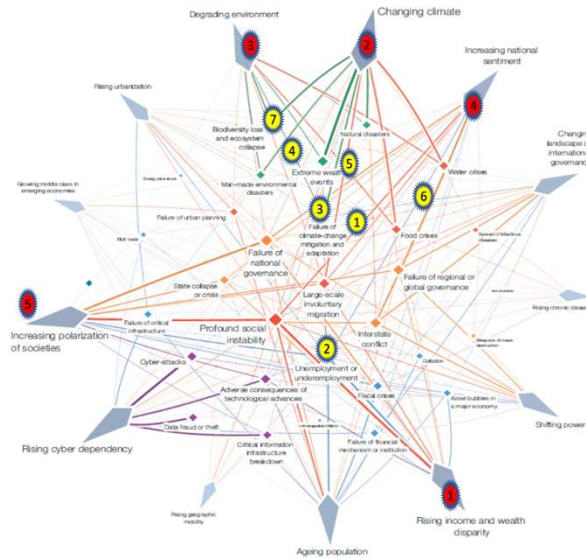 Degrading environment
Changing climate
3
2
Increasing national
sentiment
4
Rising urbanization
7
Biodiversity loss
and ecosystem
collapse
Natural disasters
4
5
Changing
landscape of
international
governance
Extreme weather
events
Water crises
Growing middle class in
emerging economies
Man-made environmental
disasters
6
3
1
Failure of urban planning
Failure of
climate-change
mitigation and
adaptation
Food crises
Failure of
national
governance
Spread of infectious
diseases
State collapse
or crisis
Failure of regional or
global governance
5
Large-scale
involuntary
migration
Rising chronic diseases
Increasing polarization
of societies
Failure of critical
infrastructure
Profound social
instability
Interstate
conflict
Weapons of mass
destruction
2
Cyber-attacks
Unemployment or
underemployment
Deflation
Adverse consequences of
technological advances
Fiscal crises
Asset bubbles in
a major economy
Shifting power
Data fraud or theft
Rising cyber dependency
Critical information
infrastructure
breakdown
Failure of financial
mechanism or institution
1
Rising geographic
mobility
Rising income and wealth
disparity
Ageing population